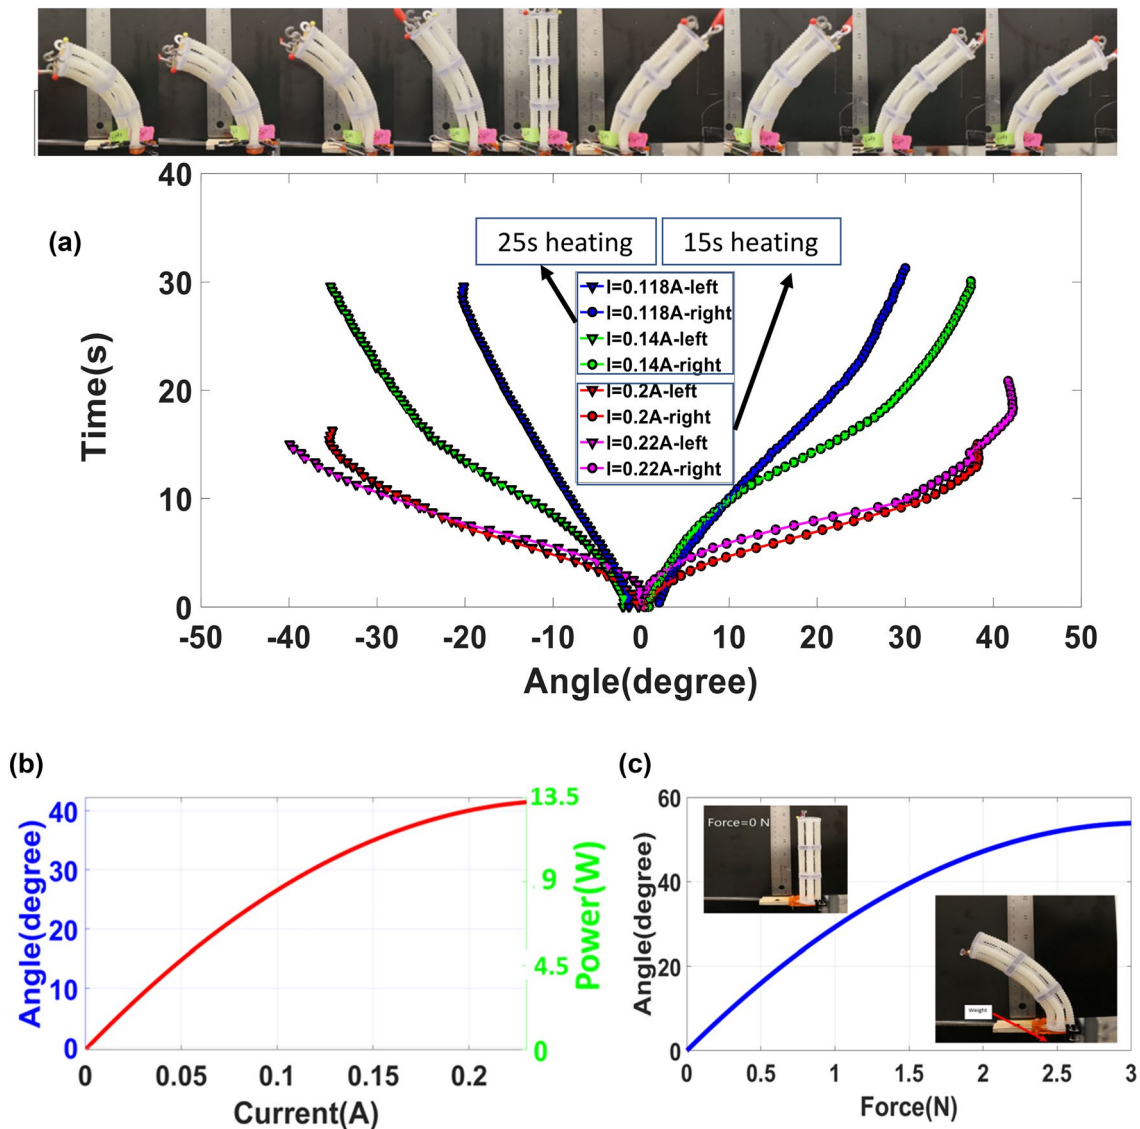 (a)
40
30
20
10
0
Time(s)
25s heating
15s heating
I=0.118A-left
I=0.118A-right
I=0.14A-left
I=0.14A-right
I=0.2A-left
I=0.2A-right
I=0.22A-left
I=0.22A-right
-50 -40 -30 -20 -10 0 10 20 30 40 50
Angle(degree)
(b)
40
30
20
10
0
Angle(degree)
13.5
9
4.5
0
Power(W)
0 0.05 0.1 0.15 0.2
Current(A)
(c)
60
40
20
0
Angle(degree)
Force=0 N
Weight
0 0.5 1 1.5 2 2.5 3
Force(N)